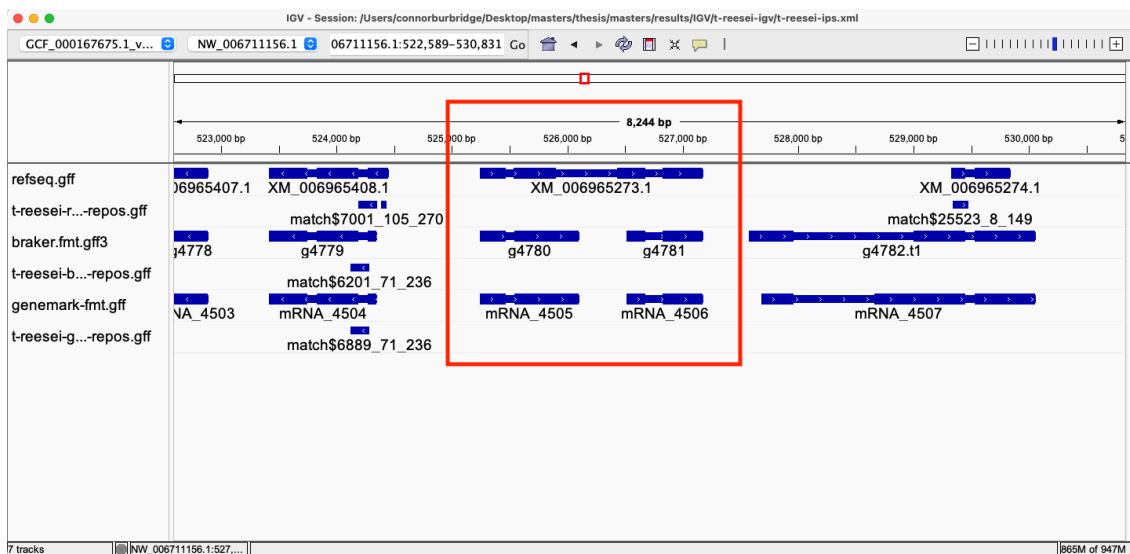 IGV - Session: /Users/connorburbridge/Desktop/masters/thesis/masters/results/IGV/t-reesei-igv/t-reesei-ips.xml
GCF_000167675.1_v... NW_006711156.1 06711156.1:522,589-530,831 Go
8,244 bp
523,000 bp 524,000 bp 525,000 bp 526,000 bp 527,000 bp 528,000 bp 529,000 bp 530,000 bp 5
refseq.gff
06965407.1 XM_006965408.1 XM_006965273.1 XM_006965274.1
t-reesei-r...-repos.gff
match$7001_105_270 match$25523_8_149
braker.fmt.gff3
g4778 g4779 g4780 g4781 g4782.t1
t-reesei-b...-repos.gff
match$6201_71_236
genemark-fmt.gff
NA_4503 mRNA_4504 mRNA_4505 mRNA_4506 mRNA_4507
t-reesei-g...-repos.gff
match$6889_71_236
7 tracks NW_006711156.1:527,... 865M of 947M